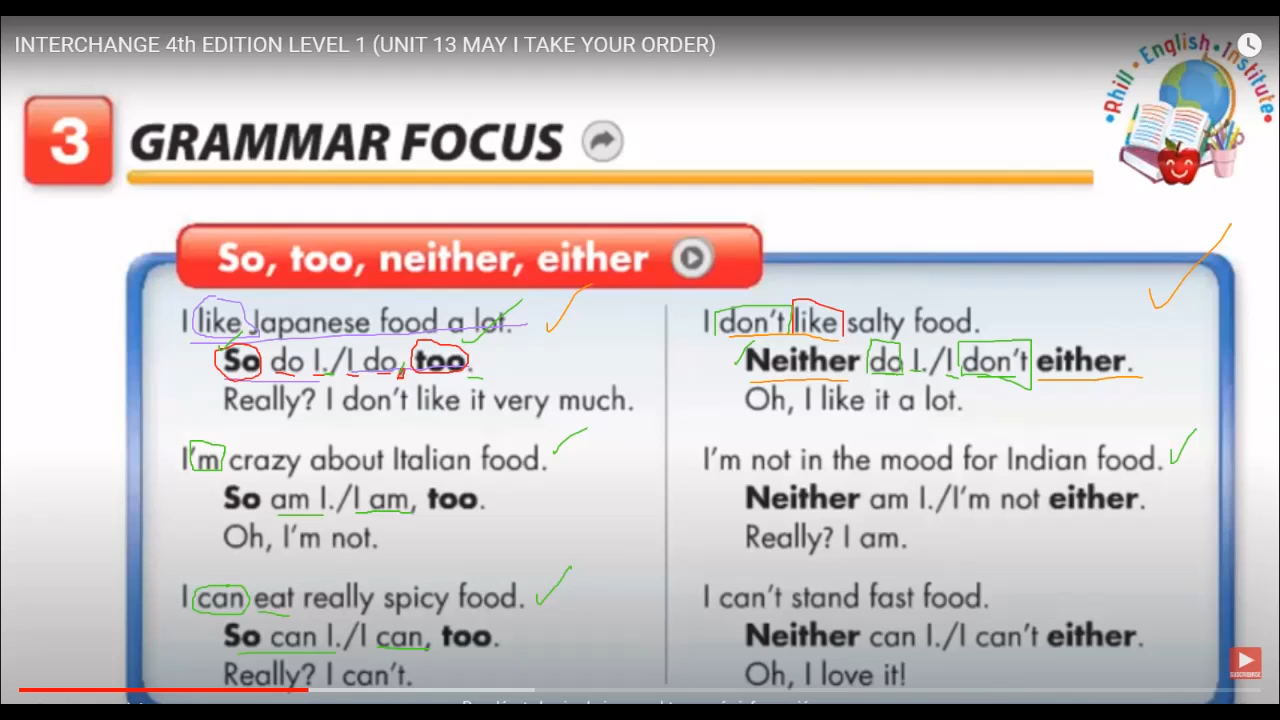 INTERCHANGE 4th EDITION LEVEL 1 (UNIT 13 MAY I TAKE YOUR ORDER)
Rhill • English • Institute
3 GRAMMAR FOCUS
So, too, neither, either
I like Japanese food a lot.
So do I./I do, too.
Really? I don't like it very much.
I'm crazy about Italian food.
So am I./I am, too.
Oh, I'm not.
I can eat really spicy food.
So can I./I can, too.
Really? I can't.
I don't like salty food.
Neither do I./I don't either.
Oh, I like it a lot.
I'm not in the mood for Indian food.
Neither am I./I'm not either.
Really? I am.
I can't stand fast food.
Neither can I./I can't either.
Oh, I love it!
SUSCRIBIRSE